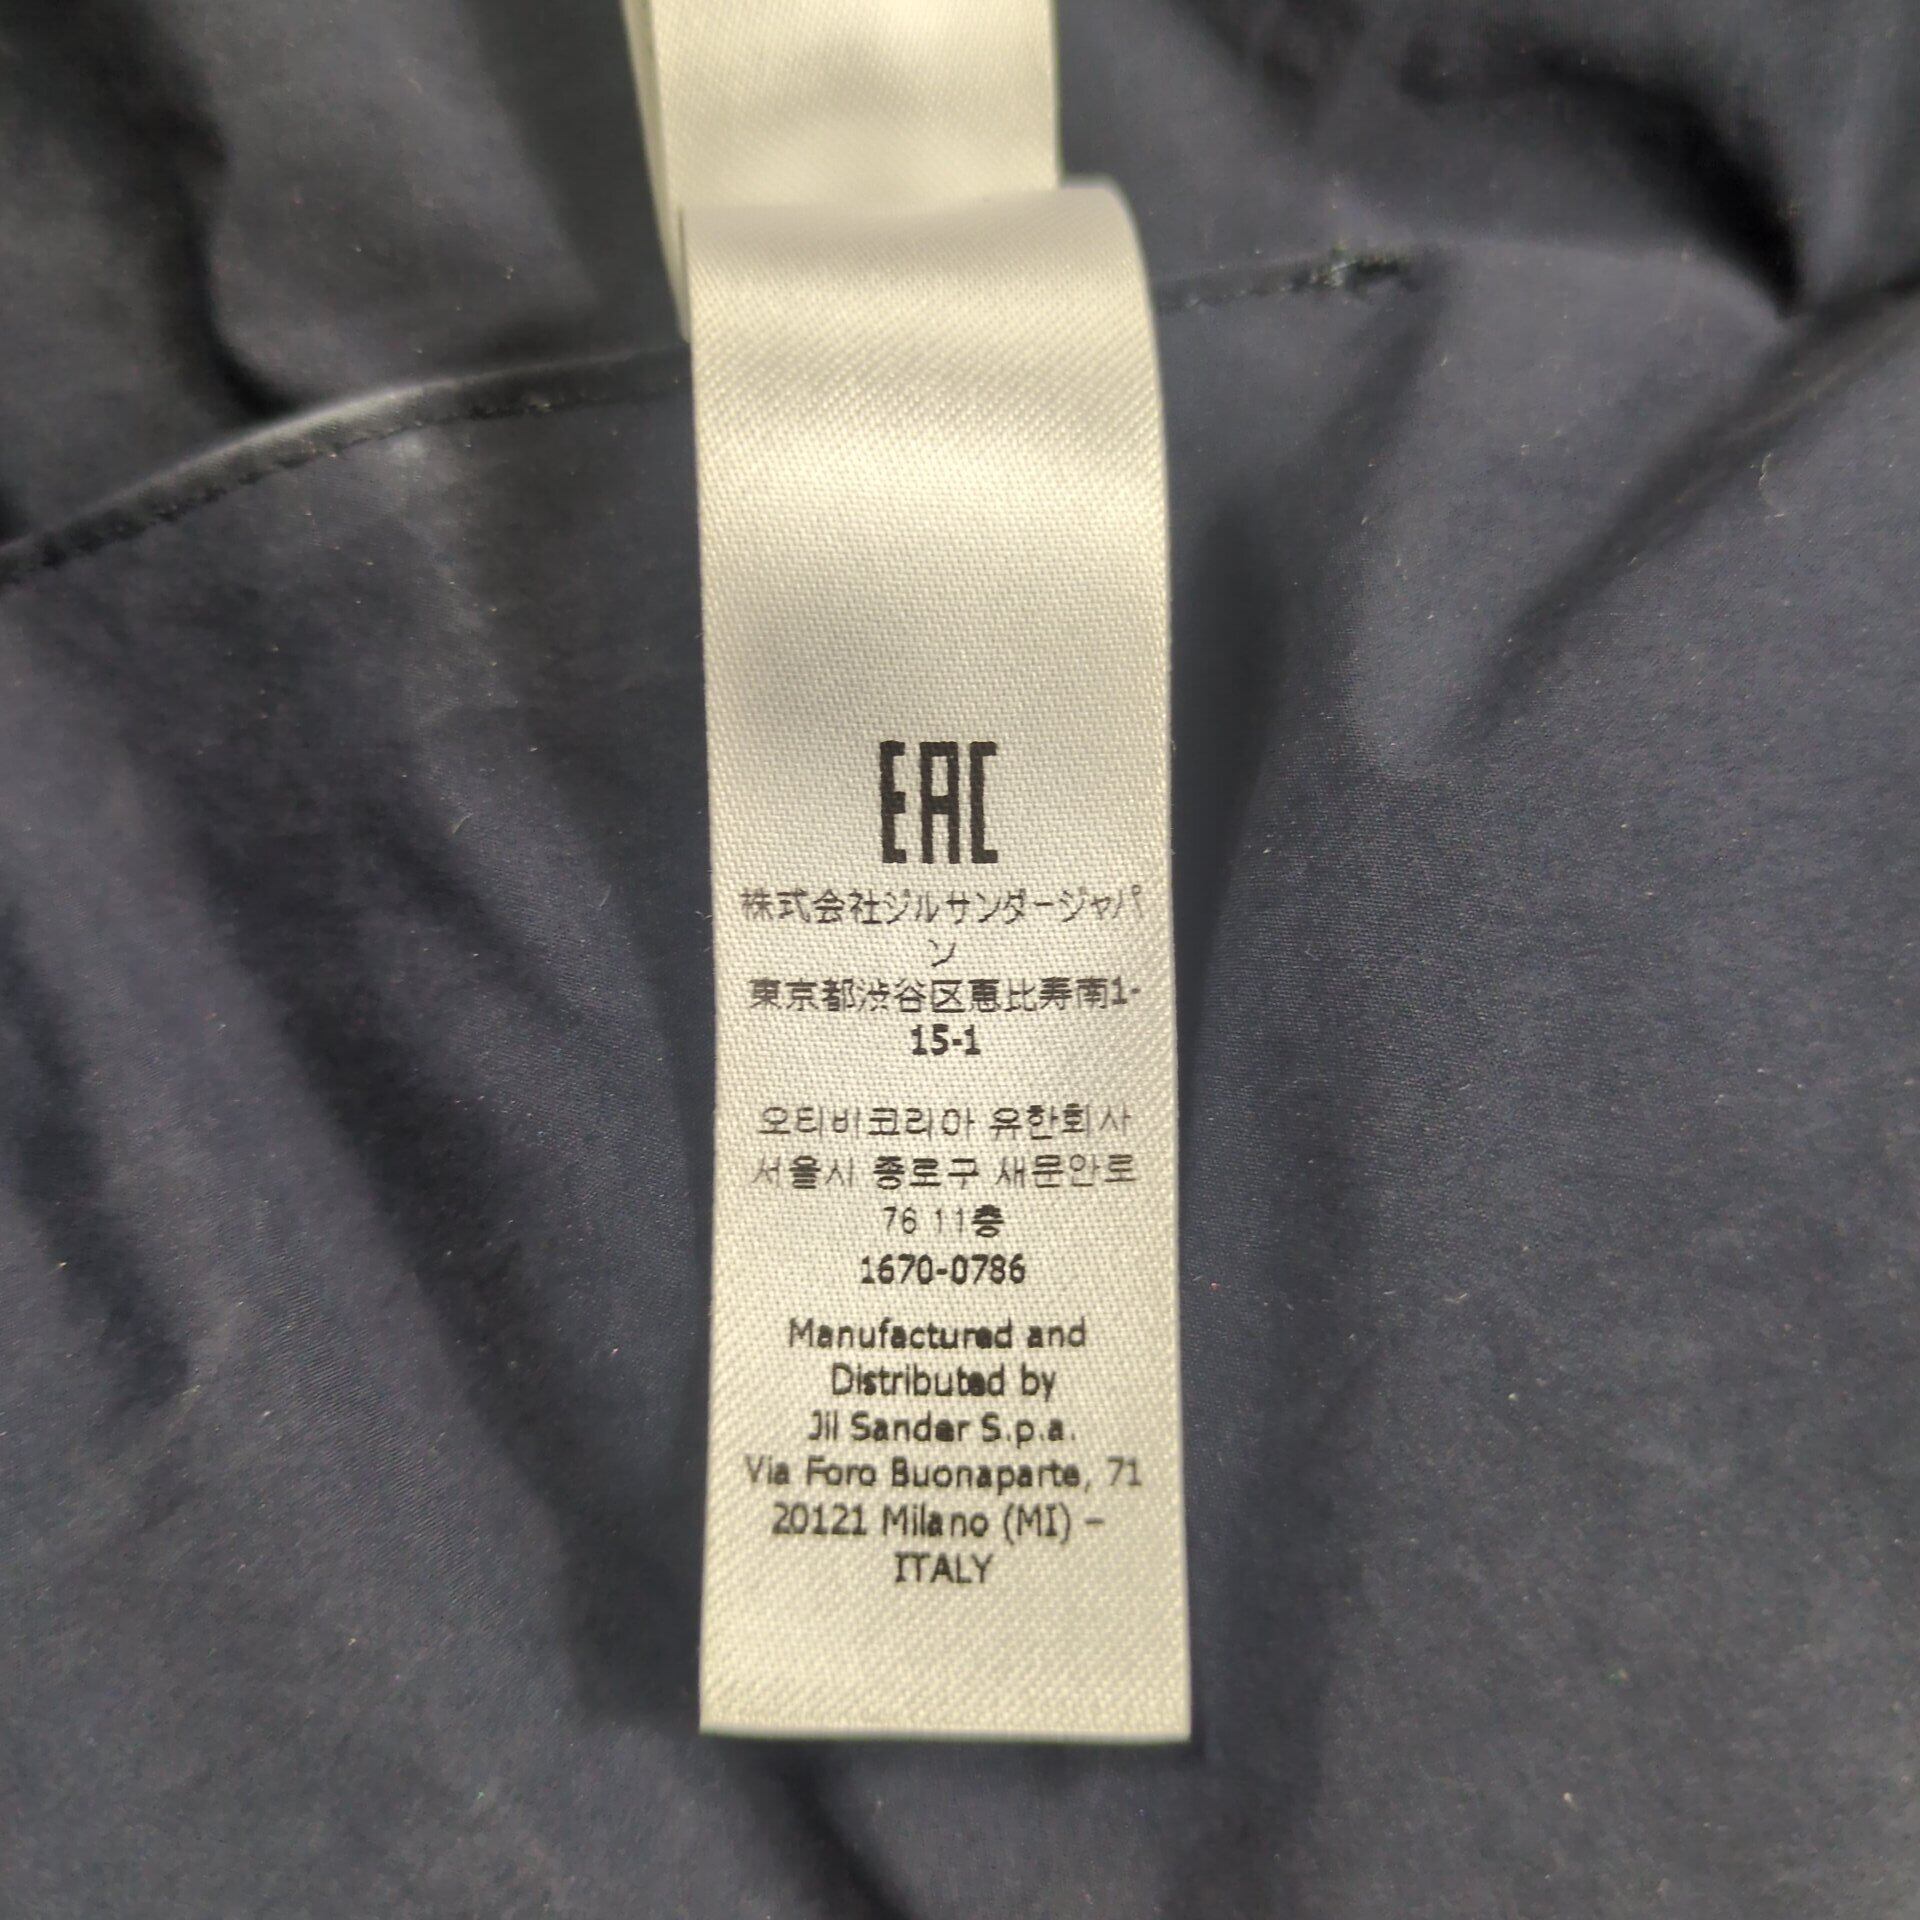 EAC
株式会社ジルサンダージャパ
ン
東京都渋谷区恵比寿南1-
15-1
오티비코리아 유한회사
서울시 종로구 새문안로
76 11층
1670-0786
Manufactured and
Distributed by
Jil Sander S.p.a.
Via Foro Buonaparte, 71
20121 Milano (MI) –
ITALY